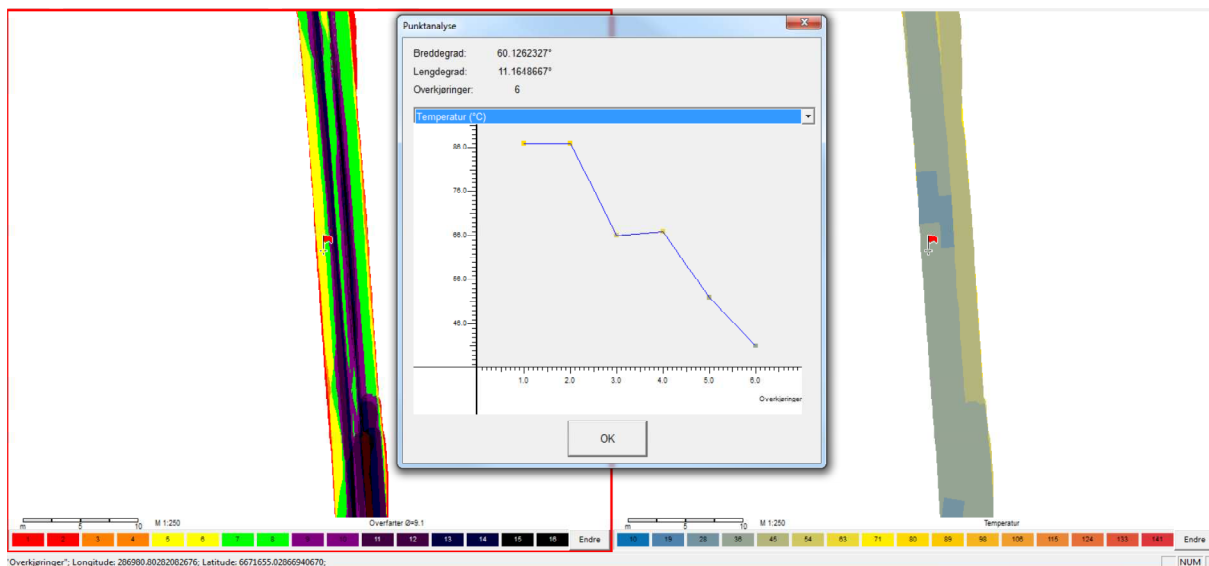 Punktanalyse
Breddegrad: 60.1262327°
Lengdegrad: 11.1648667°
Overkjøringer: 6
Temperatur (°C)
86.0
76.0
66.0
56.0
46.0
1.0 2.0 3.0 4.0 5.0 6.0
Overkjøringer
OK
m 5 10 M 1:250 Overfarter Ø=9.1
m 5 10 M 1:250 Temperatur
1 2 3 4 5 6 7 8 9 10 11 12 13 14 15 16 Endre
10 19 28 36 45 54 63 71 80 89 98 106 115 124 133 141 Endre
"Overkjøringer"; Longitude: 286980.80282082676; Latitude: 6671655.02866940670;
NUM